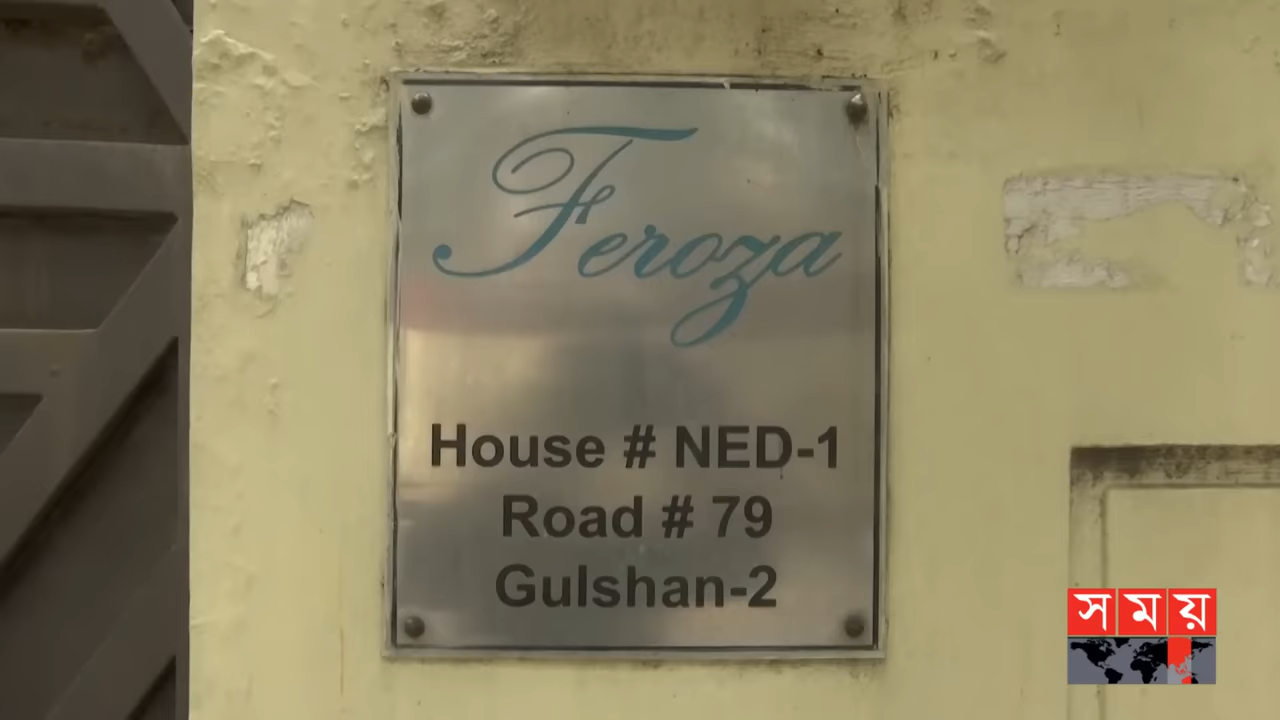 Feroza
House # NED-1
Road # 79
Gulshan-2
সময়